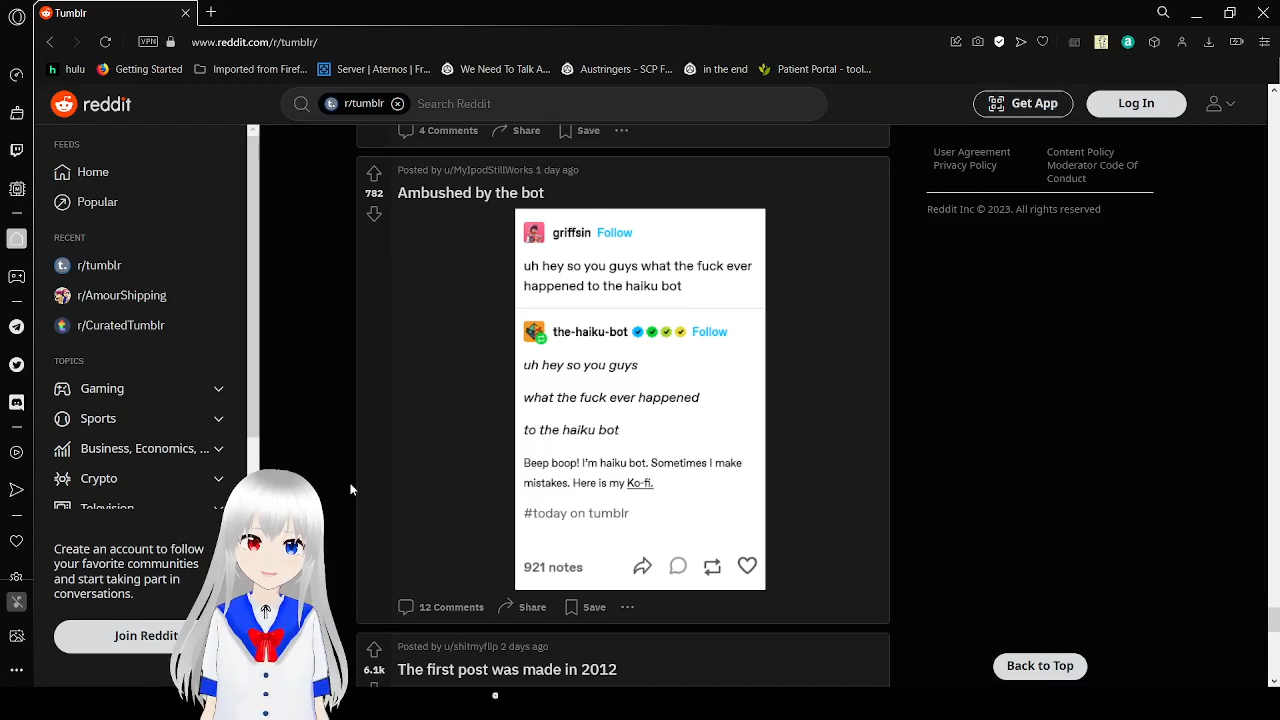 Tumblr
VPN
www.reddit.com/r/tumblr/
h hulu
Getting Started
Imported from Firef...
Server | Aternos | Fr...
We Need To Talk A...
Austringers - SCP F...
in the end
Patient Portal - tool...
reddit
r/tumblr
Search Reddit
Get App
Log In
FEEDS
Home
Popular
RECENT
r/tumblr
r/AmourShipping
r/CuratedTumblr
TOPICS
Gaming
Sports
Business, Economics, ...
Crypto
Television
Create an account to follow
your favorite communities
and start taking part in
conversations.
Join Reddit
4 Comments Share Save
Posted by u/MyIpodStillWorks 1 day ago
782
Ambushed by the bot
griffsin Follow
uh hey so you guys what the fuck ever
happened to the haiku bot
the-haiku-bot Follow
uh hey so you guys
what the fuck ever happened
to the haiku bot
Beep boop! I'm haiku bot. Sometimes I make
mistakes. Here is my Ko-fi.
#today on tumblr
921 notes
12 Comments Share Save
Posted by u/shitmyflip 2 days ago
6.1k
The first post was made in 2012
User Agreement
Privacy Policy
Content Policy
Moderator Code Of
Conduct
Reddit Inc © 2023. All rights reserved
Back to Top